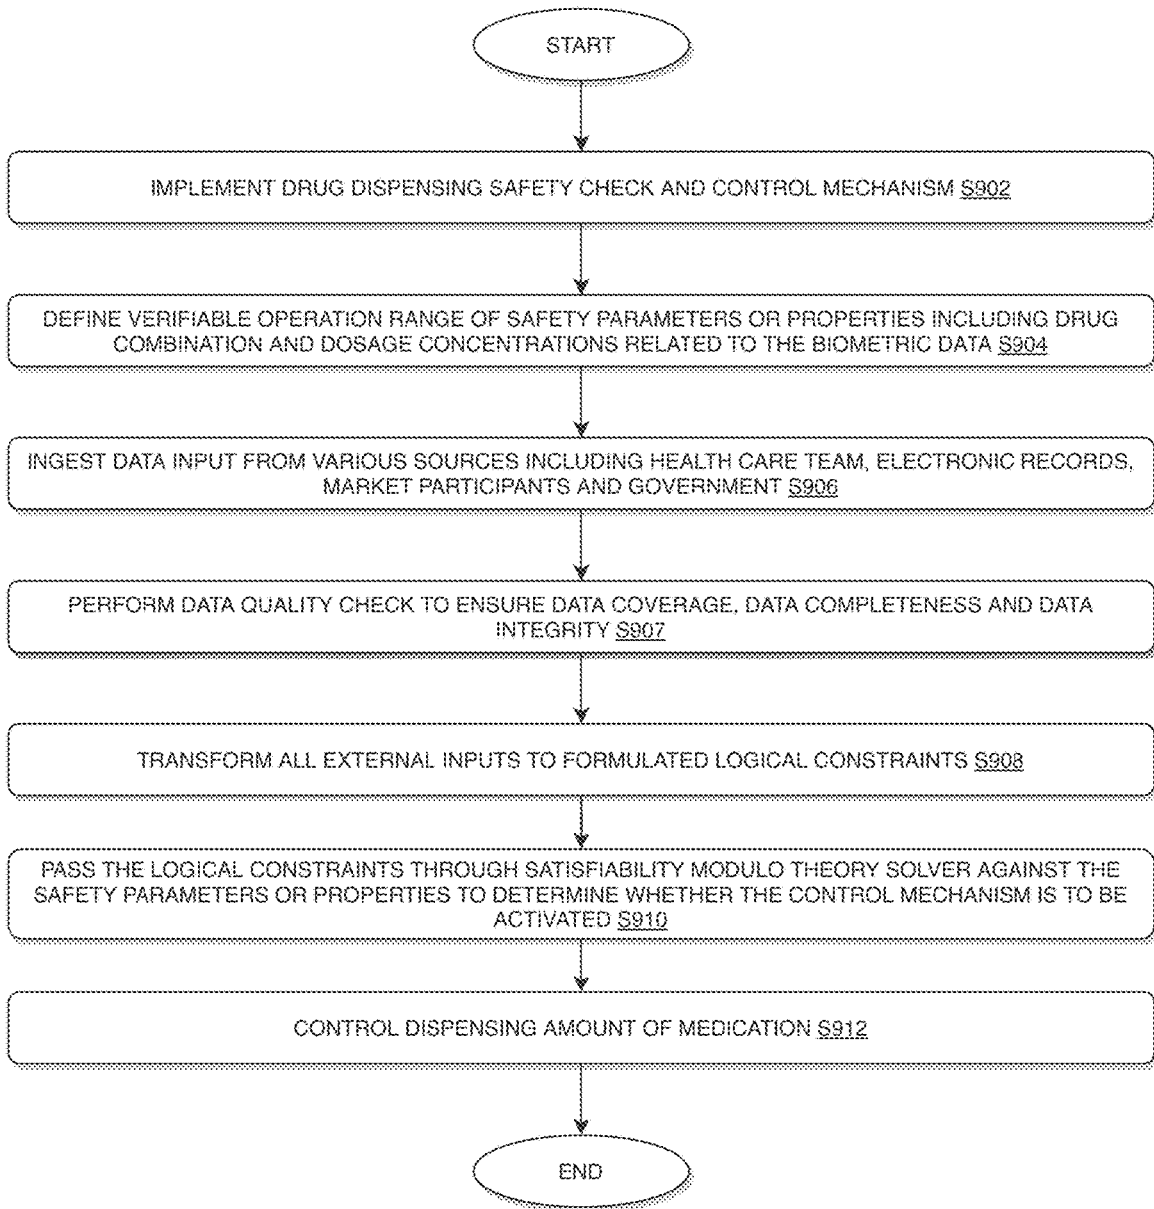 START
IMPLEMENT DRUG DISPENSING SAFETY CHECK AND CONTROL MECHANISM S902
DEFINE VERIFIABLE OPERATION RANGE OF SAFETY PARAMETERS OR PROPERTIES INCLUDING DRUG
COMBINATION AND DOSAGE CONCENTRATIONS RELATED TO THE BIOMETRIC DATA S904
INGEST DATA INPUT FROM VARIOUS SOURCES INCLUDING HEALTH CARE TEAM, ELECTRONIC RECORDS,
MARKET PARTICIPANTS AND GOVERNMENT S906
PERFORM DATA QUALITY CHECK TO ENSURE DATA COVERAGE, DATA COMPLETENESS AND DATA
INTEGRITY S907
TRANSFORM ALL EXTERNAL INPUTS TO FORMULATED LOGICAL CONSTRAINTS S908
PASS THE LOGICAL CONSTRAINTS THROUGH SATISFIABILITY MODULO THEORY SOLVER AGAINST THE
SAFETY PARAMETERS OR PROPERTIES TO DETERMINE WHETHER THE CONTROL MECHANISM IS TO BE
ACTIVATED S910
CONTROL DISPENSING AMOUNT OF MEDICATION S912
END